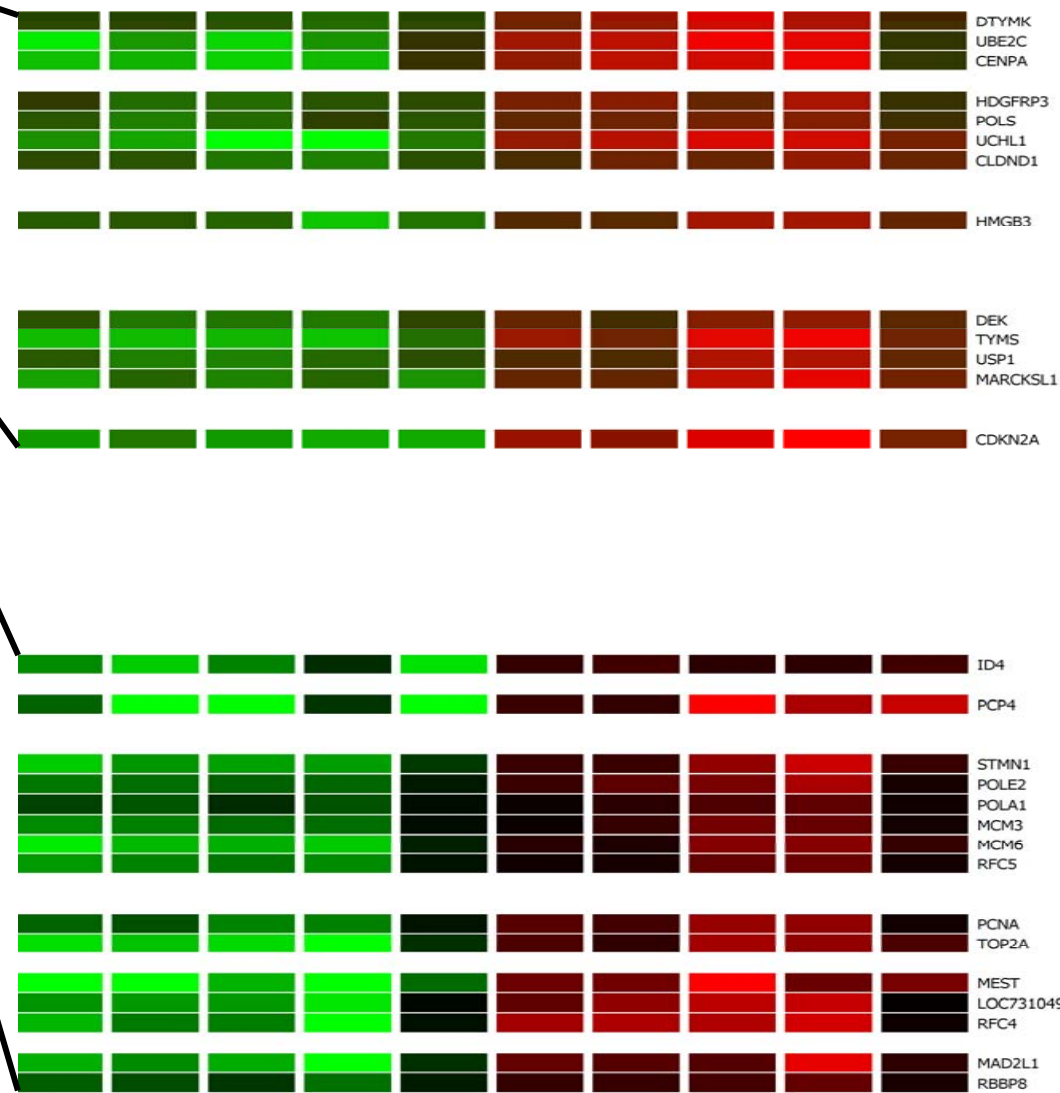 DTYMK
UBE2C
CENPA
HDGFRP3
POLS
UCHL1
CLDND1
HMGB3
DEK
TYMS
USP1
MARCKSL1
CDKN2A
ID4
PCP4
STMN1
POLE2
POLA1
MCM3
MCM6
RFC5
PCNA
TOP2A
MEST
LOC731049
RFC4
MAD2L1
RBBP8